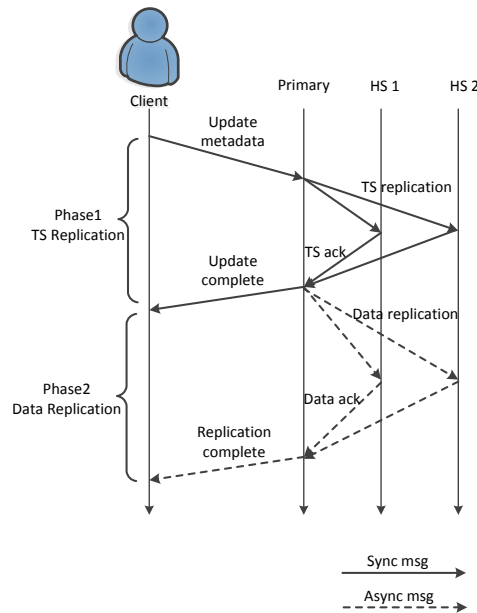 Client
Primary
HS 1
HS 2
Update
metadata
TS replication
Phase1
TS Replication
TS ack
Update
complete
Data replication
Phase2
Data Replication
Data ack
Replication
complete
Sync msg
Async msg